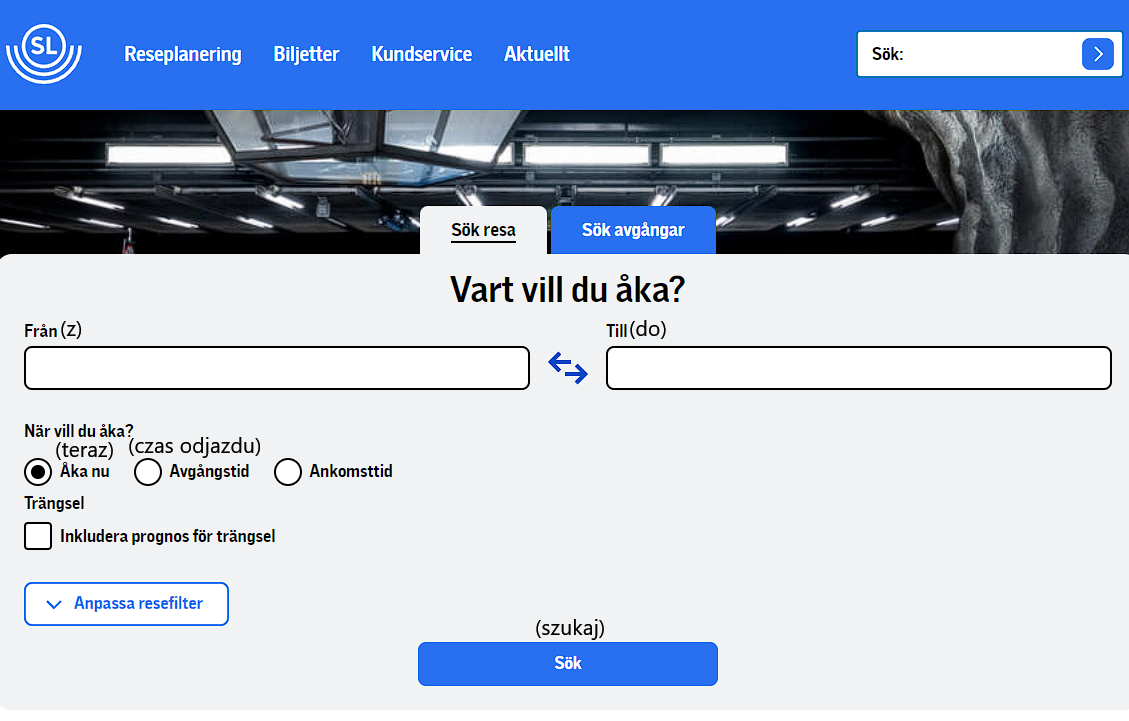 SL
Reseplanering Biljetter Kundservice Aktuellt Sök:
Sök resa Sök avgångar
Vart vill du åka?
Från (z) Till (do)
När vill du åka?
(teraz) (czas odjazdu)
Åka nu Avgångstid Ankomsttid
Trängsel
Inkludera prognos för trängsel
Anpassa resefilter
(szukaj)
Sök